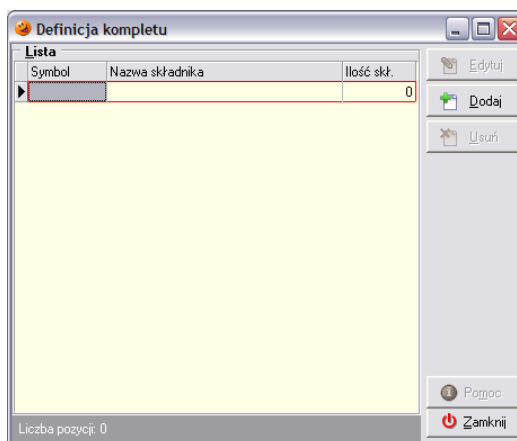 Definicja kompletu
Lista
Symbol Nazwa składnika Ilość skł.
0
Edytuj
Dodaj
Usuń
Pomoc
Zamknij
Liczba pozycji: 0